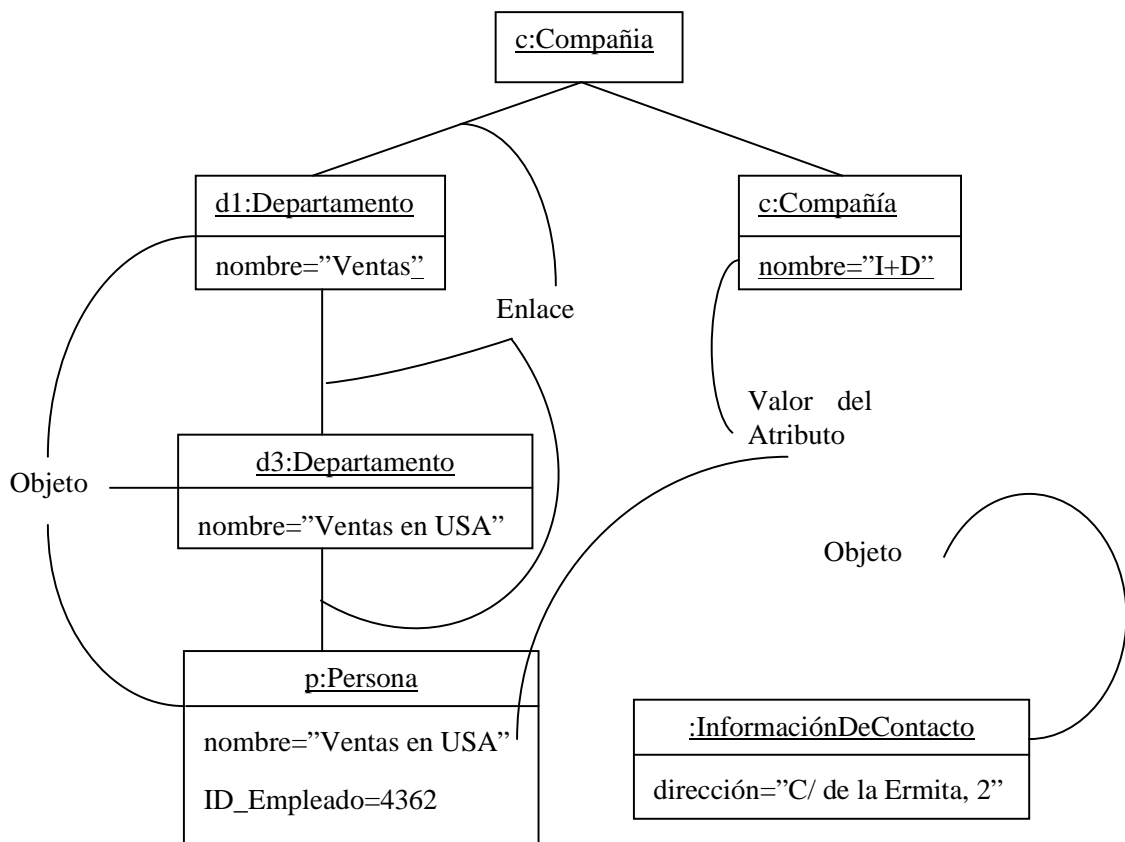 c:Compañia
d1:Departamento
nombre=”Ventas”
c:Compañía
nombre=”I+D”
Enlace
Valor del
Atributo
d3:Departamento
nombre=”Ventas en USA”
Objeto
Objeto
p:Persona
nombre=”Ventas en USA”
ID_Empleado=4362
:InformaciónDeContacto
dirección=”C/ de la Ermita, 2”